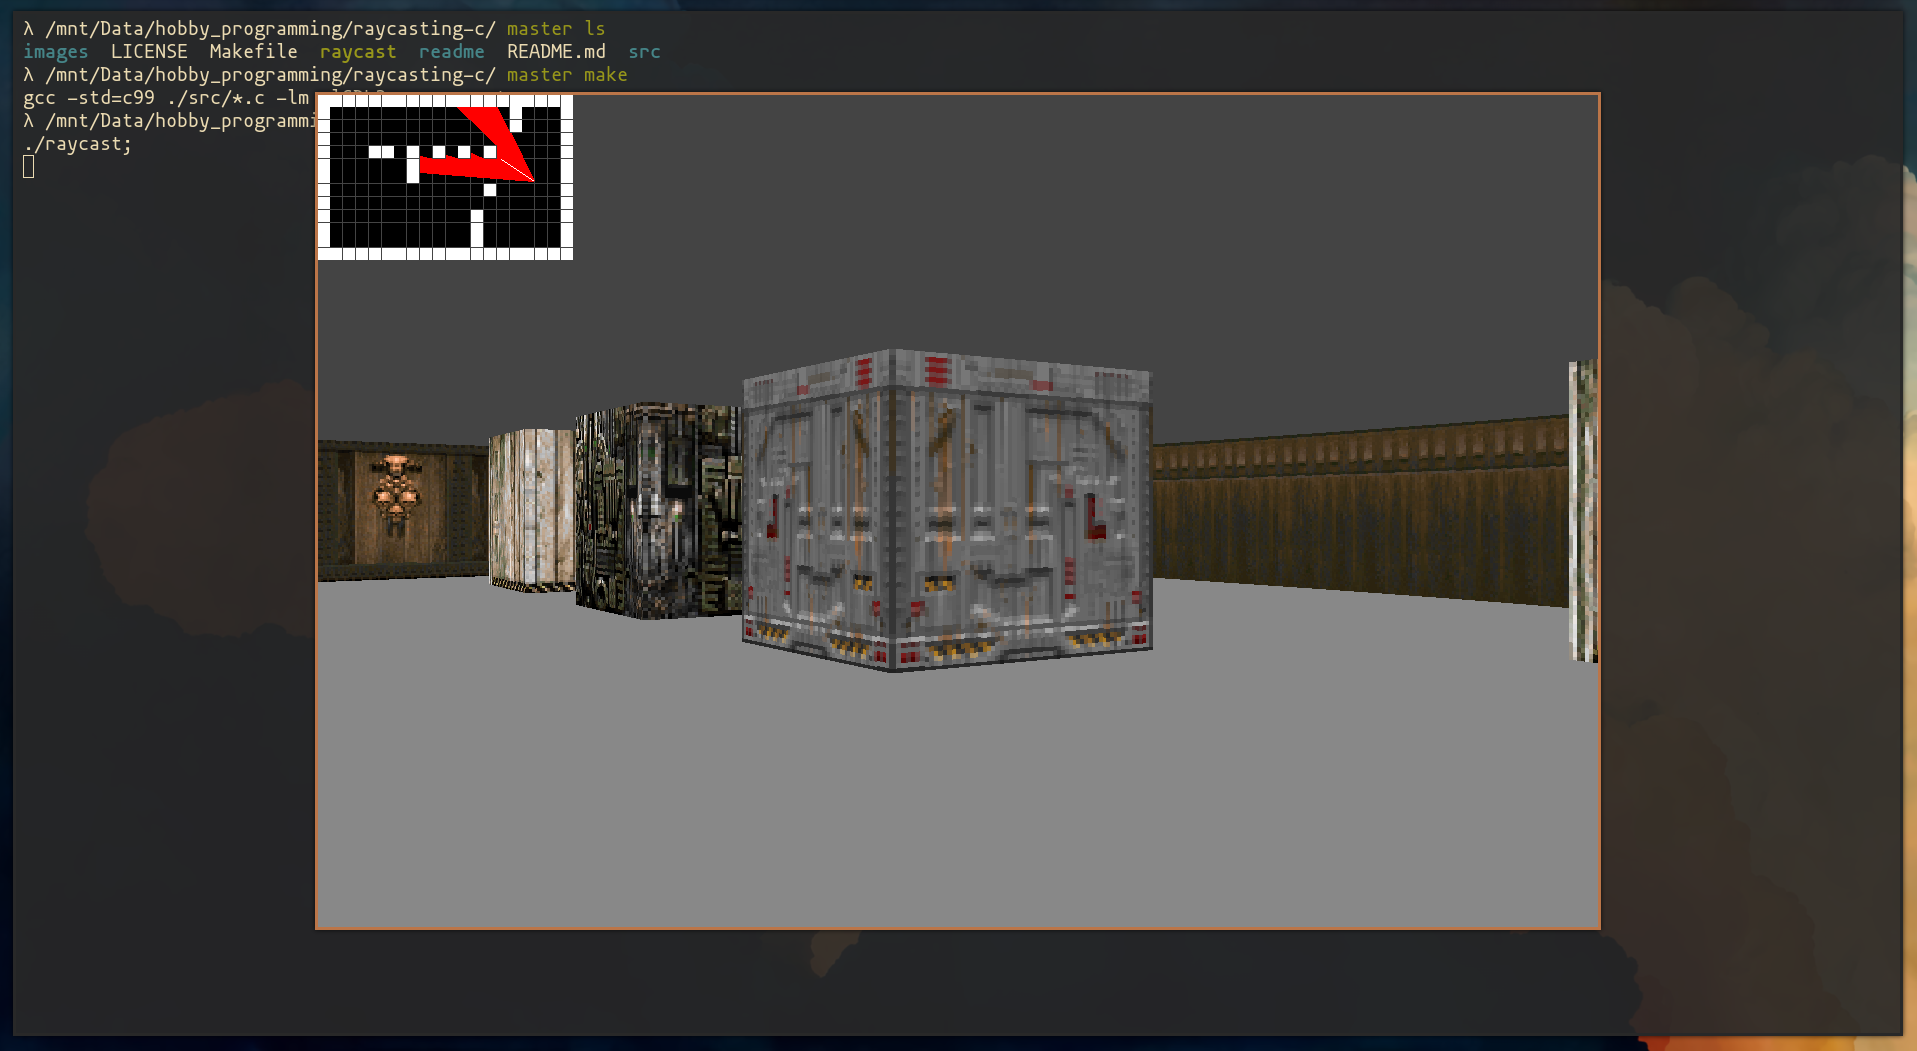 λ /mnt/Data/hobby_programming/raycasting-c/ master ls
images LICENSE Makefile raycast readme README.md src
λ /mnt/Data/hobby_programming/raycasting-c/ master make
gcc -std=c99 ./src/*.c -lm
λ /mnt/Data/hobby_programmi
./raycast;